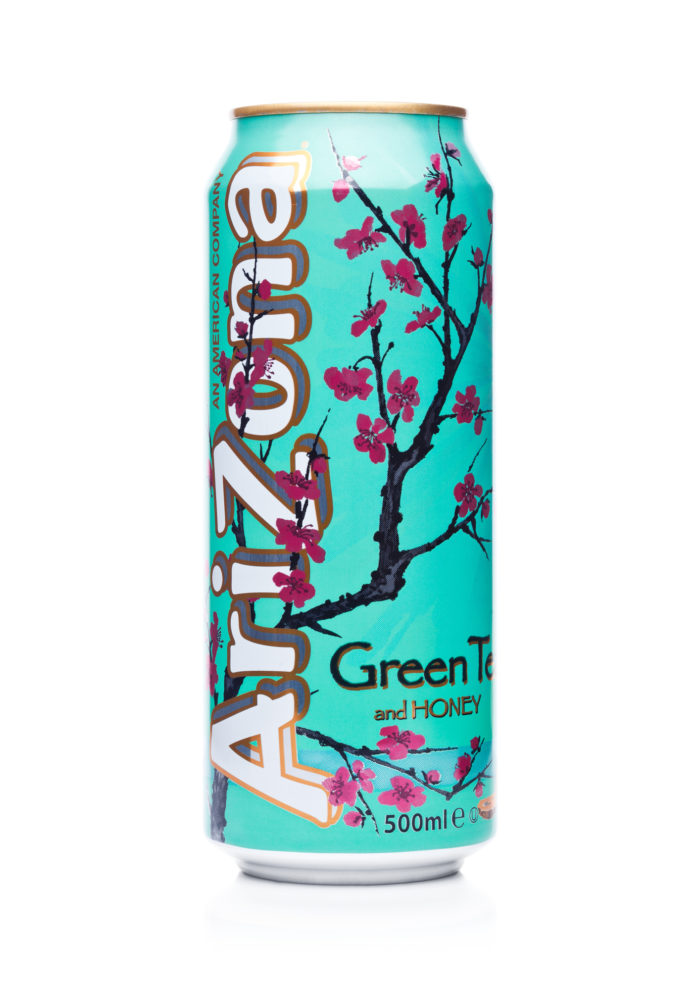 AN AMERICAN COMPANY
AriZona
Green Te
and HONEY
500ml e